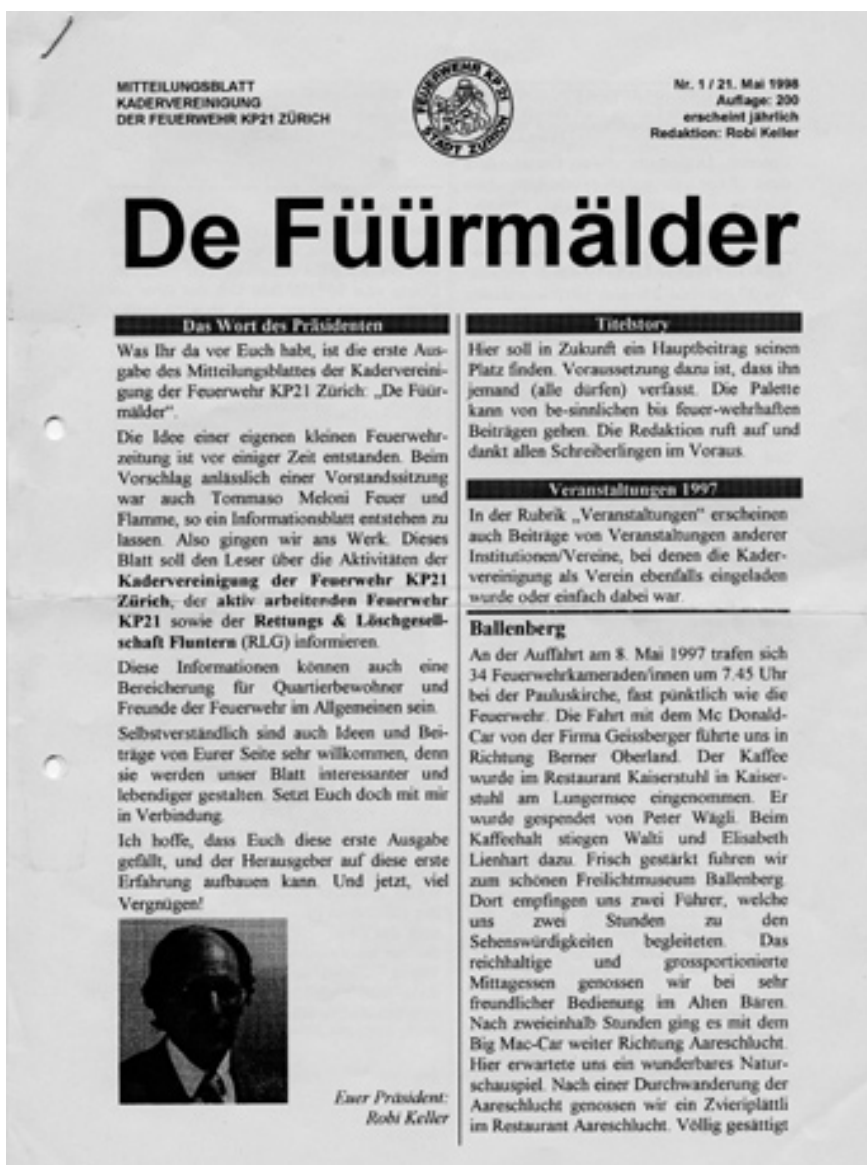 MITTEILUNGSBLATT
KADERVEREINIGUNG
DER FEUERWEHR KP21 ZÜRICH
FEUERWEHR KP21
STADT ZÜRICH
Nr. 1 / 21. Mai 1998
Auflage: 200
erscheint jährlich
Redaktion: Robi Keller
De Füürmälder
Das Wort des Präsidenten
Was Ihr da vor Euch habt, ist die erste Aus-
gabe des Mitteilungsblattes der Kadervereini-
gung der Feuerwehr KP21 Zürich: „De Füür-
mälder“.
Die Idee einer eigenen kleinen Feuerwehr-
zeitung ist vor einiger Zeit entstanden. Beim
Vorschlag anlässlich einer Vorstandssitzung
war auch Tommaso Meloni Feuer und
Flamme, so ein Informationsblatt entstehen zu
lassen. Also gingen wir ans Werk. Dieses
Blatt soll den Leser über die Aktivitäten der
Kadervereinigung der Feuerwehr KP21
Zürich, der aktiv arbeitenden Feuerwehr
KP21 sowie der Rettungs & Löschgesell-
schaft Fluntern (RLG) informieren.
Diese Informationen können auch eine
Bereicherung für Quartierbewohner und
Freunde der Feuerwehr im Allgemeinen sein.
Selbstverständlich sind auch Ideen und Bei-
träge von Eurer Seite sehr willkommen, denn
sie werden unser Blatt interessanter und
lebendiger gestalten. Setzt Euch doch mit mir
in Verbindung.
Ich hoffe, dass Euch diese erste Ausgabe
gefällt, und der Herausgeber auf diese erste
Erfahrung aufbauen kann. Und jetzt, viel
Vergnügen!
Euer Präsident:
Robi Keller
Titelstory
Hier soll in Zukunft ein Hauptbeitrag seinen
Platz finden. Voraussetzung dazu ist, dass ihn
jemand (alle dürfen) verfasst. Die Palette
kann von be-sinnlichen bis feuer-wehrhaften
Beiträgen gehen. Die Redaktion ruft auf und
dankt allen Schreiberlingen im Voraus.
Veranstaltungen 1997
In der Rubrik „Veranstaltungen“ erscheinen
auch Beiträge von Veranstaltungen anderer
Institutionen/Vereine, bei denen die Kader-
vereinigung als Verein ebenfalls eingeladen
wurde oder einfach dabei war.
Ballenberg
An der Auffahrt am 8. Mai 1997 trafen sich
34 Feuerwehrkameraden/innen um 7.45 Uhr
bei der Pauluskirche, fast pünktlich wie die
Feuerwehr. Die Fahrt mit dem Mc Donald-
Car von der Firma Geissberger führte uns in
Richtung Berner Oberland. Der Kaffee
wurde im Restaurant Kaiserstuhl in Kaiser-
stuhl am Lungernsee eingenommen. Er
wurde gespendet von Peter Wägli. Beim
Kaffeehalt stiegen Walti und Elisabeth
Lienhart dazu. Frisch gestärkt fuhren wir
zum schönen Freilichtmuseum Ballenberg.
Dort empfingen uns zwei Führer, welche
uns zwei Stunden zu den
Sehenswürdigkeiten begleiteten. Das
reichhaltige und grossportionierte
Mittagessen genossen wir bei sehr
freundlicher Bedienung im Alten Bären.
Nach zweieinhalb Stunden ging es mit dem
Big Mac-Car weiter Richtung Aareschlucht.
Hier erwartete uns ein wunderbares Natur-
schauspiel. Nach einer Durchwanderung der
Aareschlucht genossen wir ein Zvieriplättli
im Restaurant Aareschlucht. Völlig gesättigt